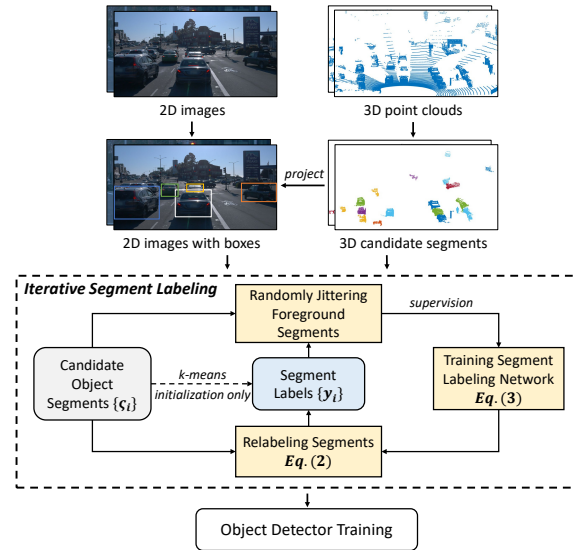 2D images
3D point clouds
project
2D images with boxes
3D candidate segments
Iterative Segment Labeling
Randomly Jittering
Foreground
Segments
supervision
Candidate
Object
Segments {ς_i}
k-means
initialization only
Segment
Labels {y_i}
Training Segment
Labeling Network
Eq. (3)
Relabeling Segments
Eq. (2)
Object Detector Training